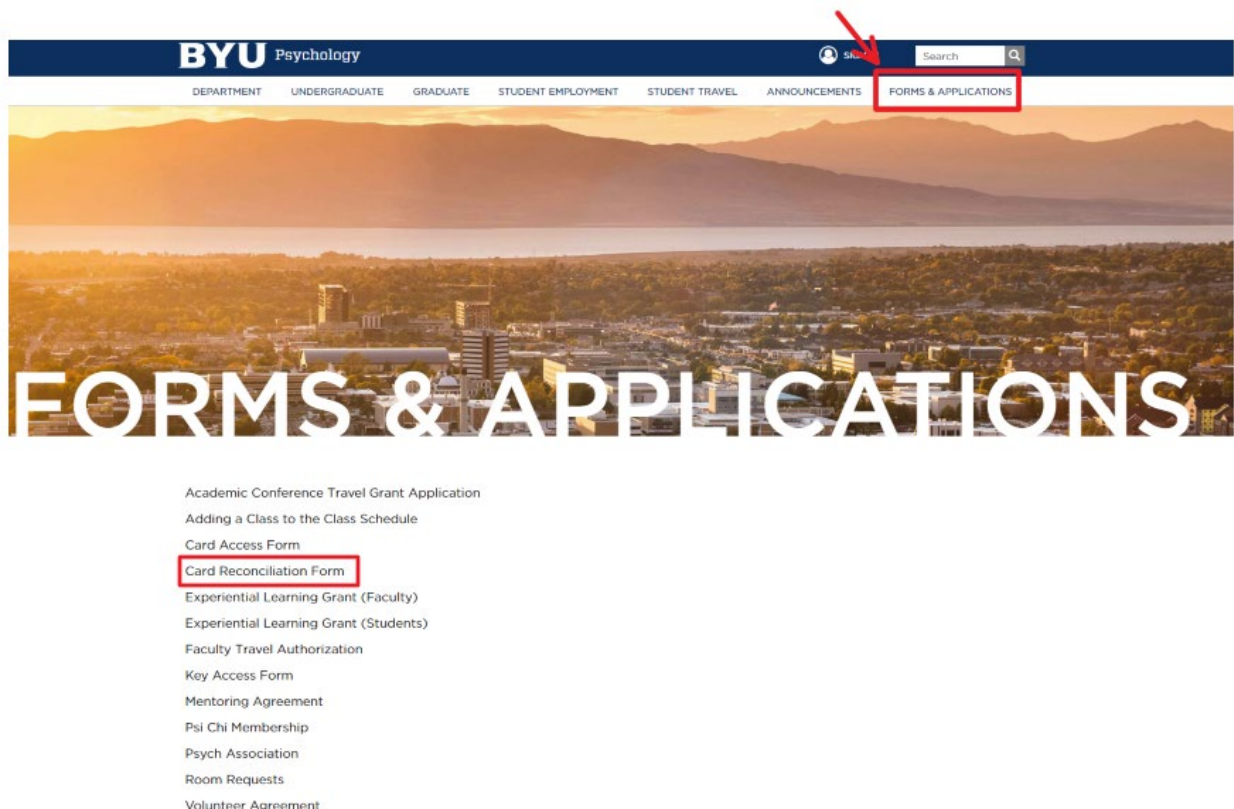 BYU Psychology
Search
DEPARTMENT UNDERGRADUATE GRADUATE STUDENT EMPLOYMENT STUDENT TRAVEL ANNOUNCEMENTS FORMS & APPLICATIONS
FORMS & APPLICATIONS
Academic Conference Travel Grant Application
Adding a Class to the Class Schedule
Card Access Form
Card Reconciliation Form
Experiential Learning Grant (Faculty)
Experiential Learning Grant (Students)
Faculty Travel Authorization
Key Access Form
Mentoring Agreement
Psi Chi Membership
Psych Association
Room Requests
Volunteer Agreement